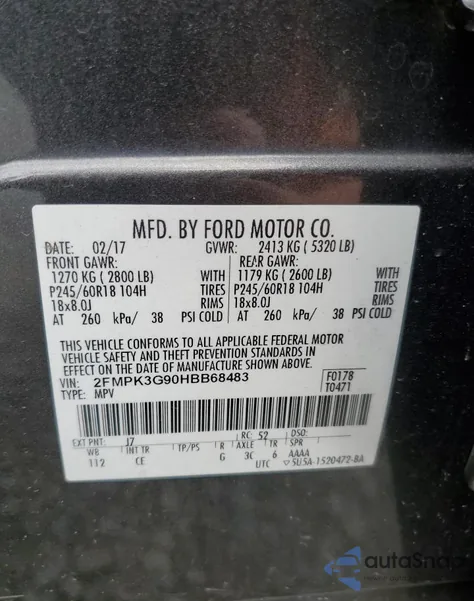 MFD. BY FORD MOTOR CO.
DATE: 02/17 GVWR: 2413 KG ( 5320 LB)
FRONT GAWR: REAR GAWR:
1270 KG ( 2800 LB) WITH 1179 KG ( 2600 LB) WITH
P245/60R18 104H TIRES P245/60R18 104H TIRES
18x8.0J RIMS 18x8.0J RIMS
AT 260 kPa/ 38 PSI COLD AT 260 kPa/ 38 PSI COLD
THIS VEHICLE CONFORMS TO ALL APPLICABLE FEDERAL MOTOR
VEHICLE SAFETY AND THEFT PREVENTION STANDARDS IN
EFFECT ON THE DATE OF MANUFACTURE SHOWN ABOVE.
VIN: 2FMPK3G90HBB68483 F0178
TYPE: MPV T0471
EXT PNT: J7 RC: 52 DSO:
WB INT TR TP/PS R AXLE TR SPR
112 CE G 3C 6 AAAA
UTC ▽SU5A-1520472-BA
autoSnap